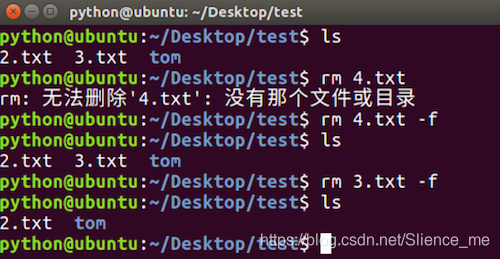 python@ubuntu: ~/Desktop/test
python@ubuntu:~/Desktop/test$ ls
2.txt  3.txt  tom
python@ubuntu:~/Desktop/test$ rm 4.txt
rm: 无法删除'4.txt': 没有那个文件或目录
python@ubuntu:~/Desktop/test$ rm 4.txt -f
python@ubuntu:~/Desktop/test$ ls
2.txt  3.txt  tom
python@ubuntu:~/Desktop/test$ rm 3.txt -f
python@ubuntu:~/Desktop/test$ ls
2.txt  tom
python@ubuntu:~/Desktop/test$
https://blog.csdn.net/Slience_me